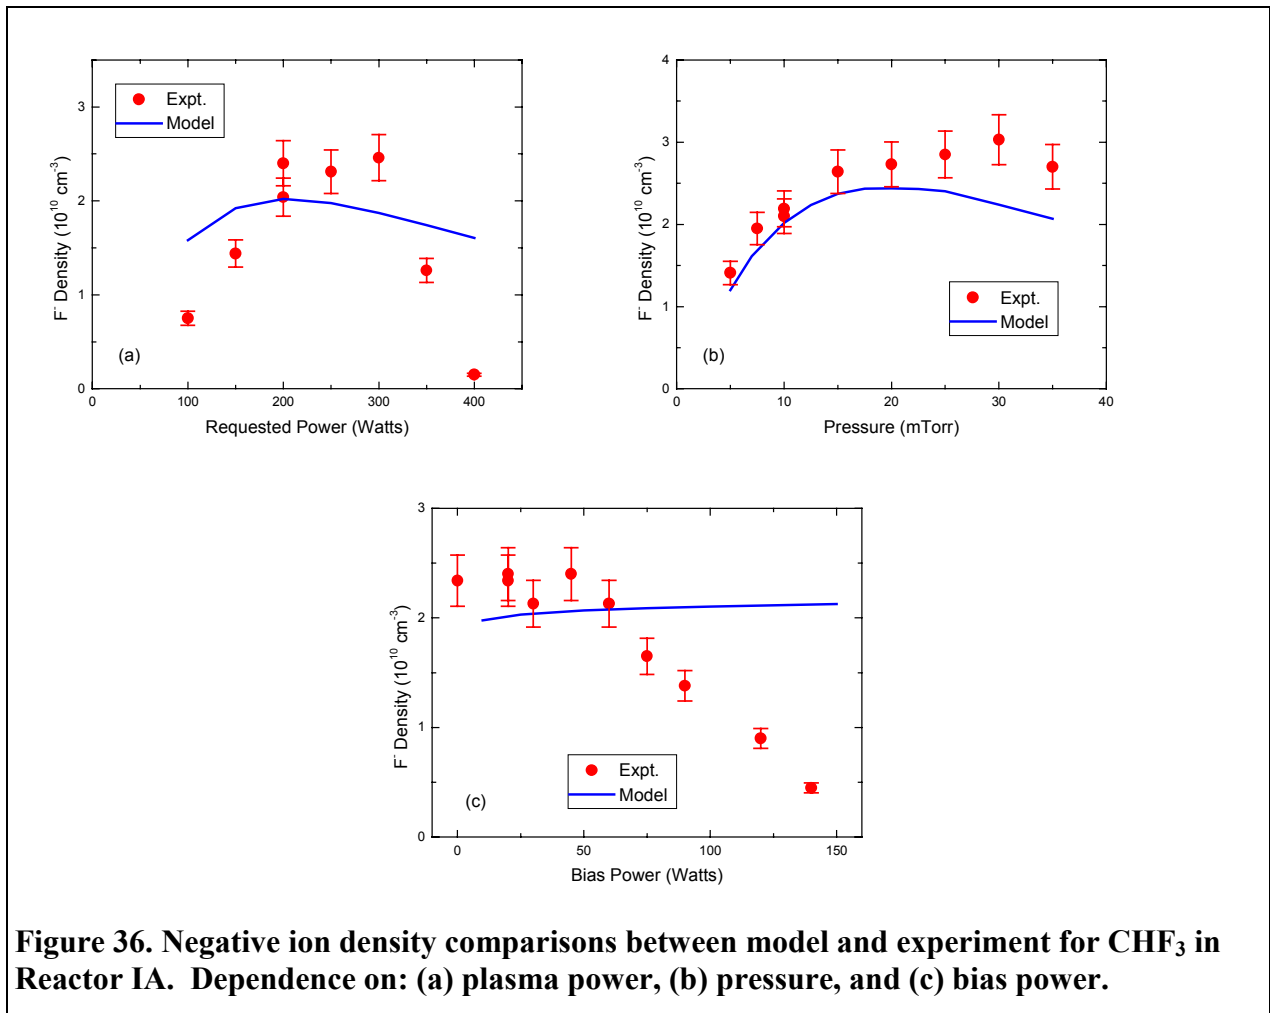 Expt.
Model
3
2
1
0
F⁻ Density (10¹⁰ cm⁻³)
(a)
0 100 200 300 400
Requested Power (Watts)
4
3
2
1
0
F⁻ Density (10¹⁰ cm⁻³)
Expt.
Model
(b)
0 10 20 30 40
Pressure (mTorr)
3
2
1
0
F⁻ Density (10¹⁰ cm⁻³)
Expt.
Model
(c)
0 50 100 150
Bias Power (Watts)
Figure 36. Negative ion density comparisons between model and experiment for CHF₃ in
Reactor IA. Dependence on: (a) plasma power, (b) pressure, and (c) bias power.